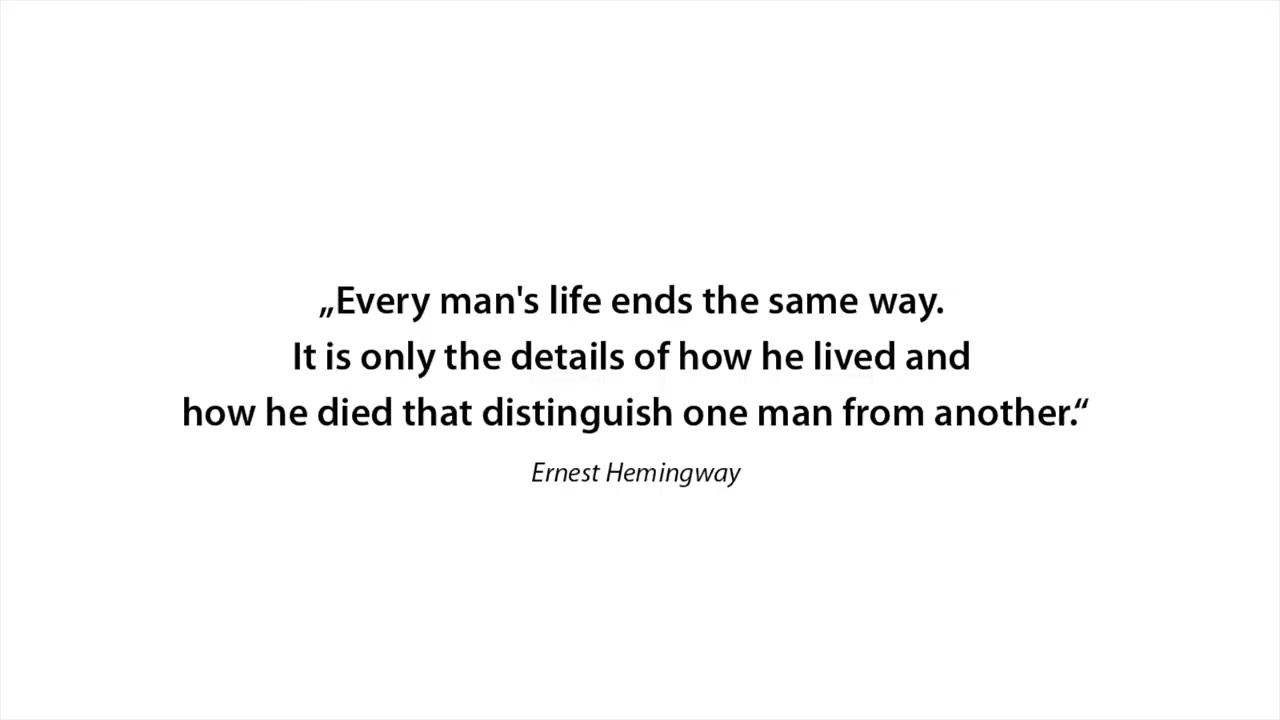 „Every man's life ends the same way.
It is only the details of how he lived and
how he died that distinguish one man from another.“
Ernest Hemingway